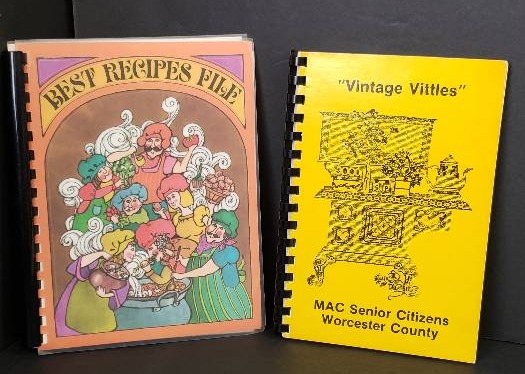 BEST RECIPES FILE
"Vintage Vittles"
MAC Senior Citizens
Worcester County